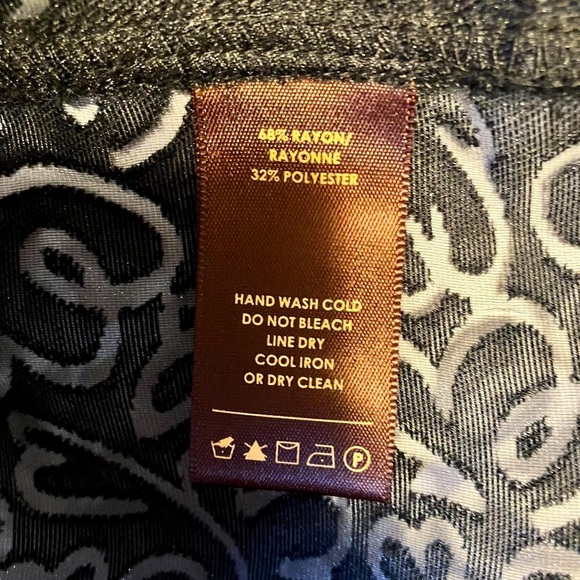 68% RAYON/
RAYONNE
32% POLYESTER
HAND WASH COLD
DO NOT BLEACH
LINE DRY
COOL IRON
OR DRY CLEAN
P